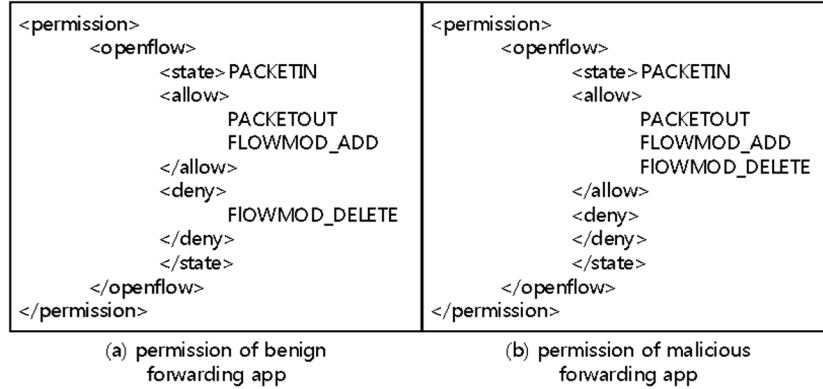 <permission>
<openflow>
<state> PACKETIN
<allow>
PACKETOUT
FLOWMOD_ADD
</allow>
<deny>
FlOWMOD_DELETE
</deny>
</state>
</openflow>
</permission>
(a) permission of benign
forwarding app
<permission>
<openflow>
<state> PACKETIN
<allow>
PACKETOUT
FLOWMOD_ADD
FlOWMOD_DELETE
</allow>
<deny>
</deny>
</state>
</openflow>
</permission>
(b) permission of malicious
forwarding app